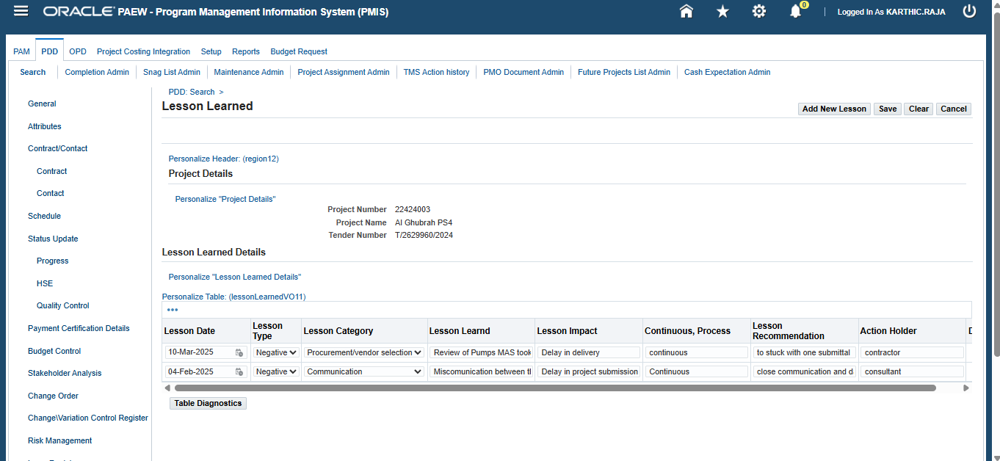 ORACLE® PAEW - Program Management Information System (PMIS)
0
Logged In As KARTHIC.RAJA
PAM PDD OPD Project Costing Integration Setup Reports Budget Request
Search Completion Admin Snag List Admin Maintenance Admin Project Assignment Admin TMS Action history PMO Document Admin Future Projects List Admin Cash Expectation Admin
General
Attributes
Contract/Contact
Contract
Contact
Schedule
Status Update
Progress
HSE
Quality Control
Payment Certification Details
Budget Control
Stakeholder Analysis
Change Order
Change\Variation Control Register
Risk Management
PDD: Search >
Lesson Learned
Add New Lesson Save Clear Cancel
Personalize Header: (region12)
Project Details
Personalize "Project Details"
Project Number 22424003
Project Name Al Ghubrah PS4
Tender Number T/2629960/2024
Lesson Learned Details
Personalize "Lesson Learned Details"
Personalize Table: (lessonLearnedVO11)
Lesson Date Lesson Type Lesson Category Lesson Learnd Lesson Impact Continuous, Process Lesson Recommendation Action Holder
10-Mar-2025 Negative Procurement/vendor selection Review of Pumps MAS took Delay in delivery continuous to stuck with one submittal contractor
04-Feb-2025 Negative Communication Miscomunication between Delay in project submission Continuous close communication and consultant
Table Diagnostics